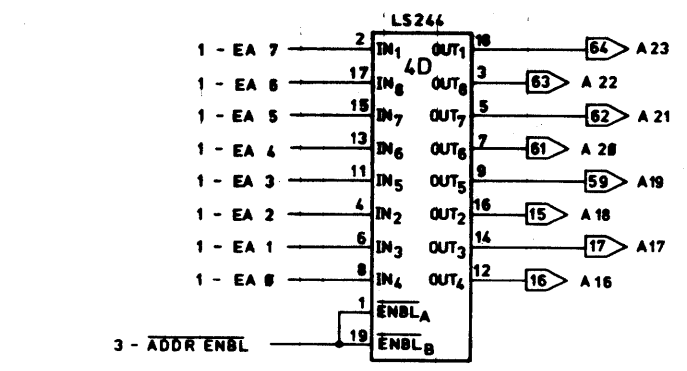 LS244
1 - EA 7 2 IN1 OUT1 18 64 A 23
4D
1 - EA 6 17 IN8 OUT8 3 63 A 22
1 - EA 5 15 IN7 OUT7 5 62 A 21
1 - EA 4 13 IN6 OUT6 7 61 A 20
1 - EA 3 11 IN5 OUT5 9 59 A19
1 - EA 2 4 IN2 OUT2 16 15 A 18
1 - EA 1 6 IN3 OUT3 14 17 A17
1 - EA 0 8 IN4 OUT4 12 16 A 16
1 ENBLA
3 - ADDR ENBL 19 ENBLB